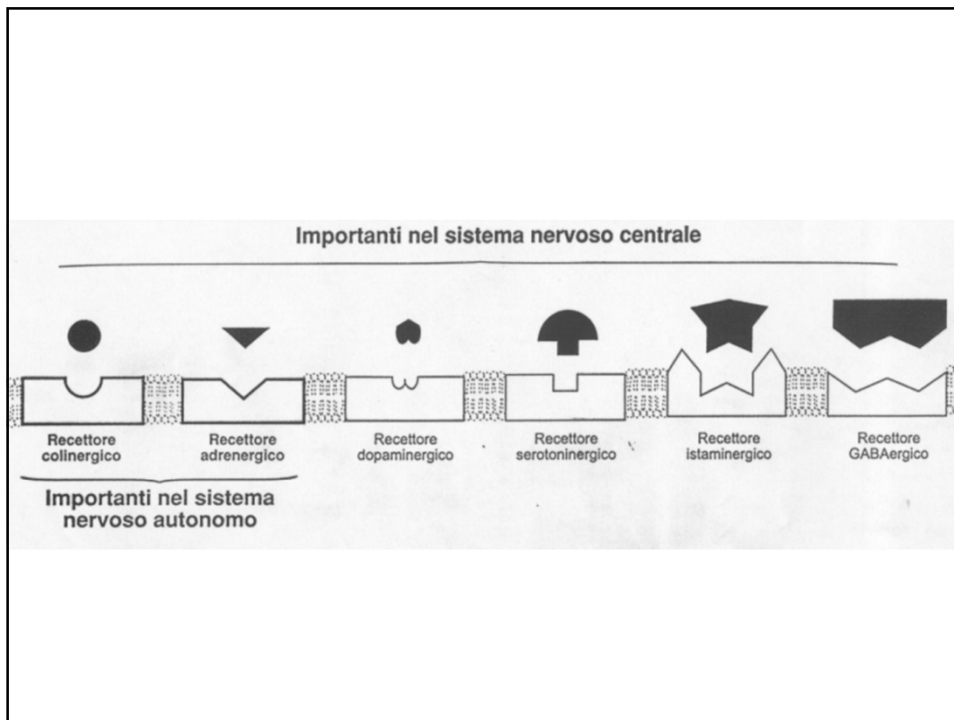 Importanti nel sistema nervoso centrale
Recettore
colinergico
Recettore
adrenergico
Recettore
dopaminergico
Recettore
serotoninergico
Recettore
istaminergico
Recettore
GABAergico
Importanti nel sistema
nervoso autonomo